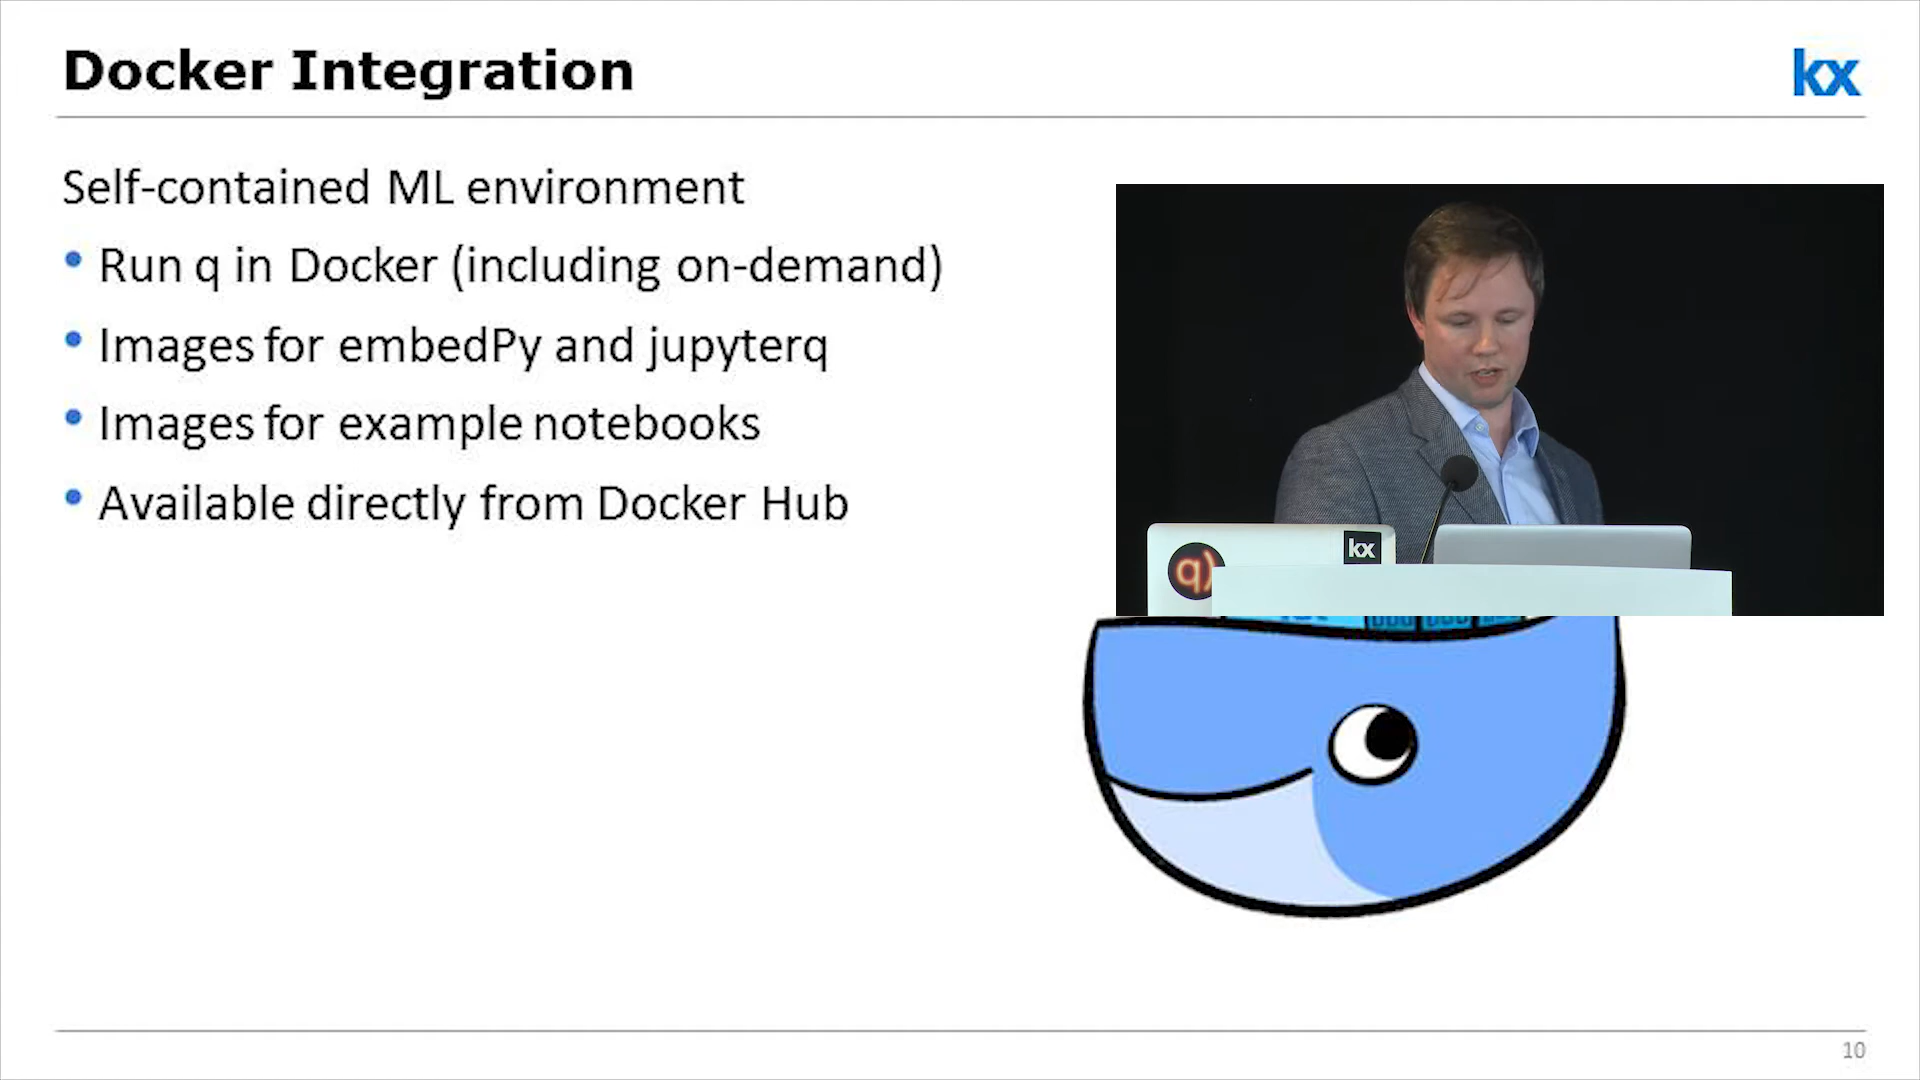 Docker Integration
kx
Self-contained ML environment
• Run q in Docker (including on-demand)
• Images for embedPy and jupyterq
• Images for example notebooks
• Available directly from Docker Hub
kx
q)
10